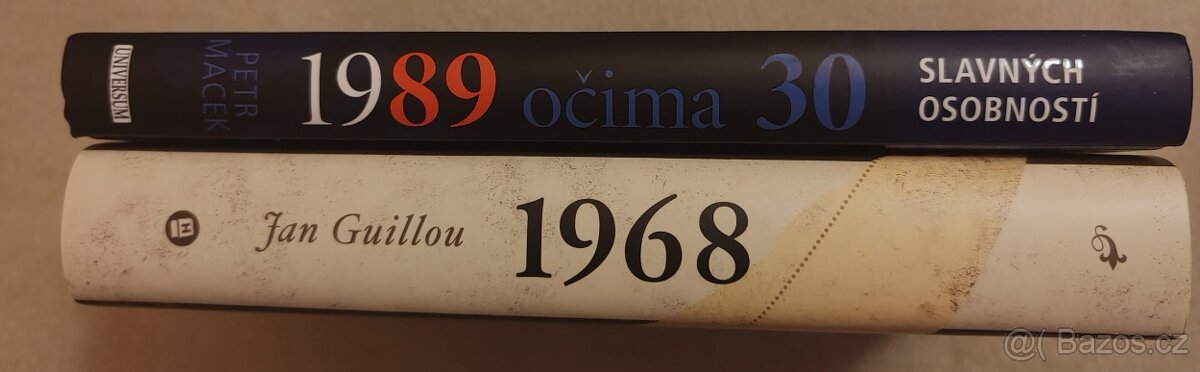 UNIVERSUM
PETR
MACEK
1989 očima 30
SLAVNÝCH
OSOBNOSTÍ
H
Jan Guillou 1968
@( Bazos.cz